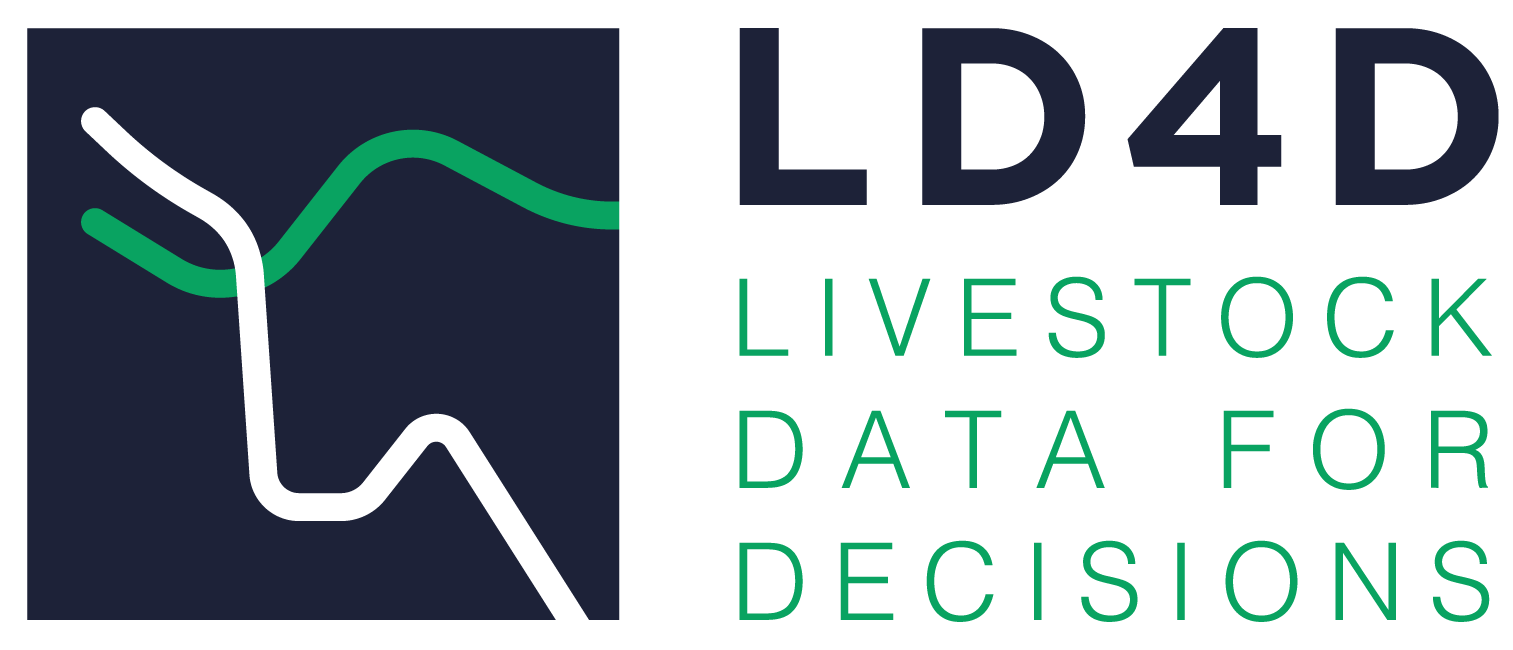 LD4D
LIVESTOCK
DATA FOR
DECISIONS